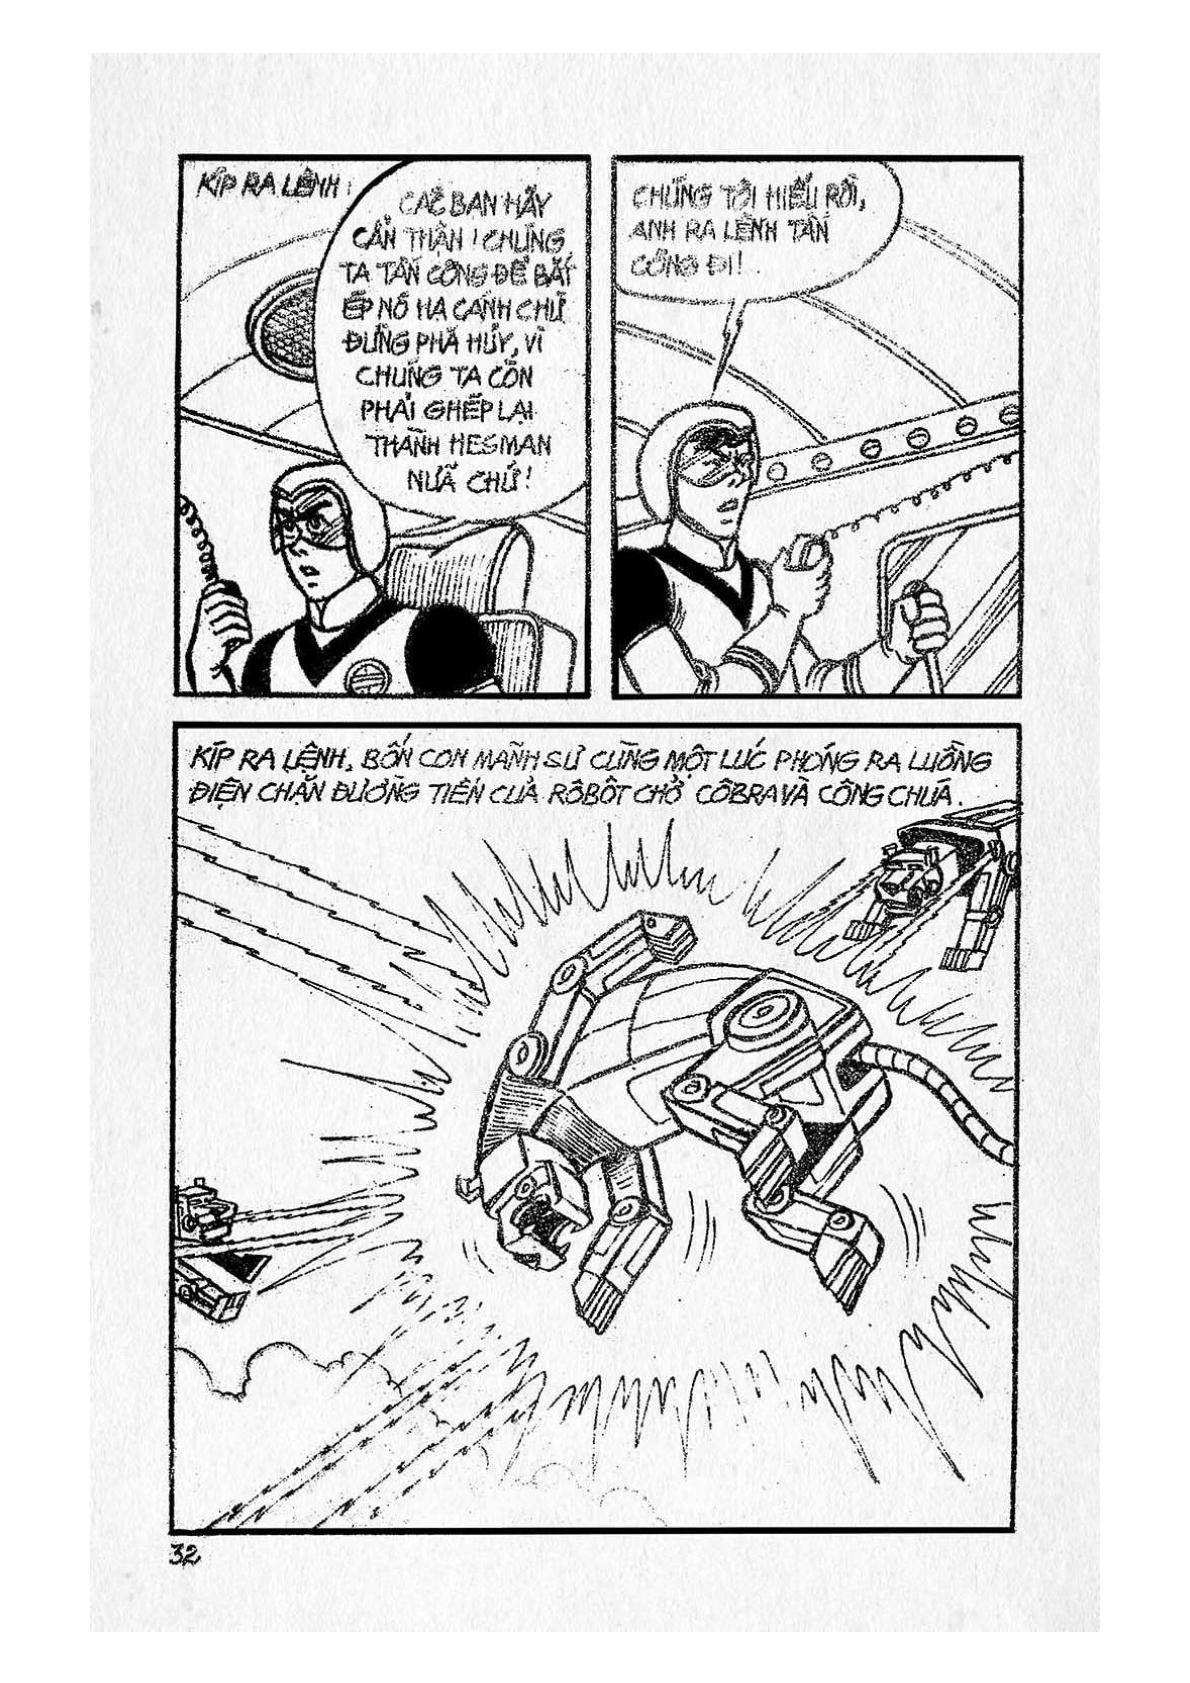 KÍP RA LỆNH:
CÁC BẠN HÃY
CẨN THẬN! CHÚNG
TA TẤN CÔNG ĐỂ BẮT
ÉP NÓ HẠ CÁNH CHỨ
ĐỪNG PHÁ HỦY, VÌ
CHÚNG TA CÒN
PHẢI GHÉP LẠI
THÀNH HESMAN
NỮA CHỨ!
CHÚNG TÔI HIỂU RỒI,
ANH RA LỆNH TẤN
CÔNG ĐI!
KÍP RA LỆNH, BỐN CON MÃNH SƯ CÙNG MỘT LÚC PHÓNG RA LUỒNG
ĐIỆN CHẶN ĐƯỜNG TIẾN CỦA RÔBÔT CHỞ CÔBRA VÀ CÔNG CHÚA.
32